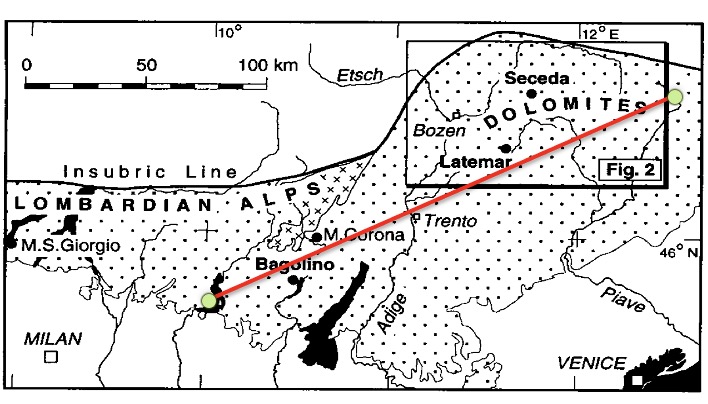 10°
12°E
0 50 100 km
Etsch
Seceda
DOLOMITES
Bozen
Latemar
Insubric Line
Fig. 2
LOMBARDIAN ALPS
Trento
M.S.Giorgio
M.Corona
46°N
Bagolino
Adige
Piave
MILAN
VENICE